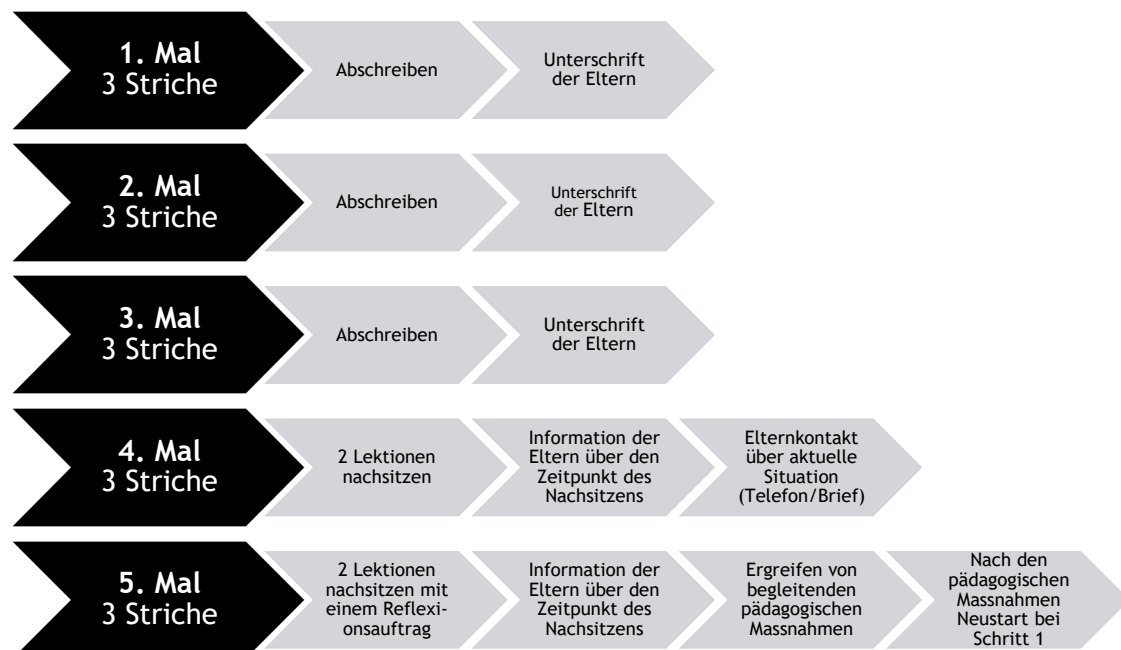 1. Mal
3 Striche
Abschreiben
Unterschrift
der Eltern
2. Mal
3 Striche
Abschreiben
Unterschrift
der Eltern
3. Mal
3 Striche
Abschreiben
Unterschrift
der Eltern
4. Mal
3 Striche
2 Lektionen
nachsitzen
Information der
Eltern über den
Zeitpunkt des
Nachsitzens
Elternkontakt
über aktuelle
Situation
(Telefon/Brief)
5. Mal
3 Striche
2 Lektionen
nachsitzen mit
einem Reflexi-
onsauftrag
Information der
Eltern über den
Zeitpunkt des
Nachsitzens
Ergreifen von
begleitenden
pädagogischen
Massnahmen
Nach den
pädagogischen
Massnahmen
Neustart bei
Schritt 1